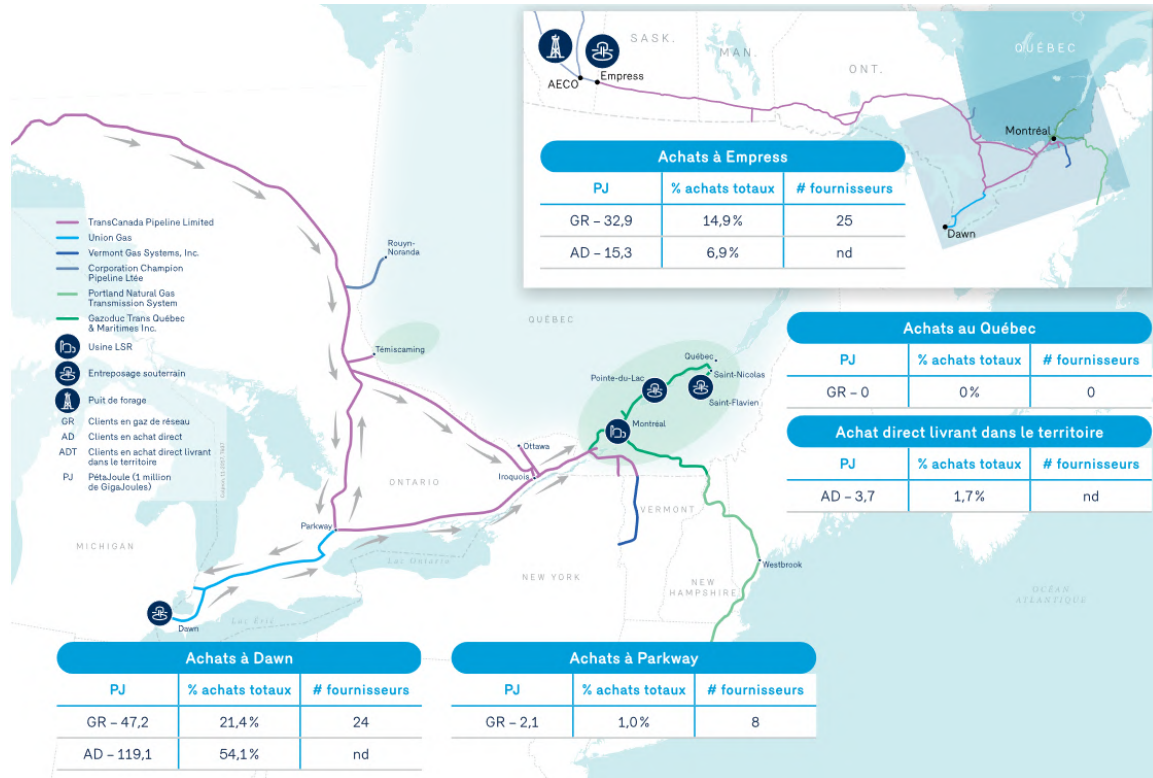 SASK.
MAN.
ONT.
QUÉBEC
AECO
Empress
Montréal
Dawn
Achats à Empress
PJ % achats totaux # fournisseurs
GR – 32,9 14,9 % 25
AD – 15,3 6,9 % nd
TransCanada Pipeline Limited
Union Gas
Vermont Gas Systems, Inc.
Corporation Champion
Pipeline Ltée
Portland Natural Gas
Transmission System
Gazoduc Trans Québec
& Maritimes Inc.
Usine LSR
Entreposage souterrain
Puit de forage
GR Clients en gaz de réseau
AD Clients en achat direct
ADT Clients en achat direct livrant
dans le territoire
PJ PétaJoule (1 million
de GigaJoules)
Rouyn-
Noranda
QUÉBEC
Témiscaming
Québec
Saint-Nicolas
Pointe-du-Lac
Saint-Flavien
Montréal
Ottawa
Iroquois
ONTARIO
Parkway
MICHIGAN
Lac Ontario
VERMONT
NEW YORK
NEW
HAMPSHIRE
Westbrook
OCÉAN
ATLANTIQUE
Dawn
Lac Érié
Achats au Québec
PJ % achats totaux # fournisseurs
GR – 0 0 % 0
Achat direct livrant dans le territoire
PJ % achats totaux # fournisseurs
AD – 3,7 1,7 % nd
Achats à Dawn
PJ % achats totaux # fournisseurs
GR – 47,2 21,4 % 24
AD – 119,1 54,1 % nd
Achats à Parkway
PJ % achats totaux # fournisseurs
GR – 2,1 1,0 % 8